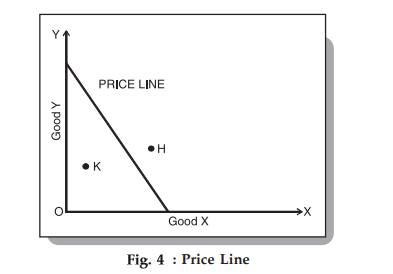 Y
PRICE LINE
Good Y
H
K
O
X
Good X
Fig. 4 : Price Line